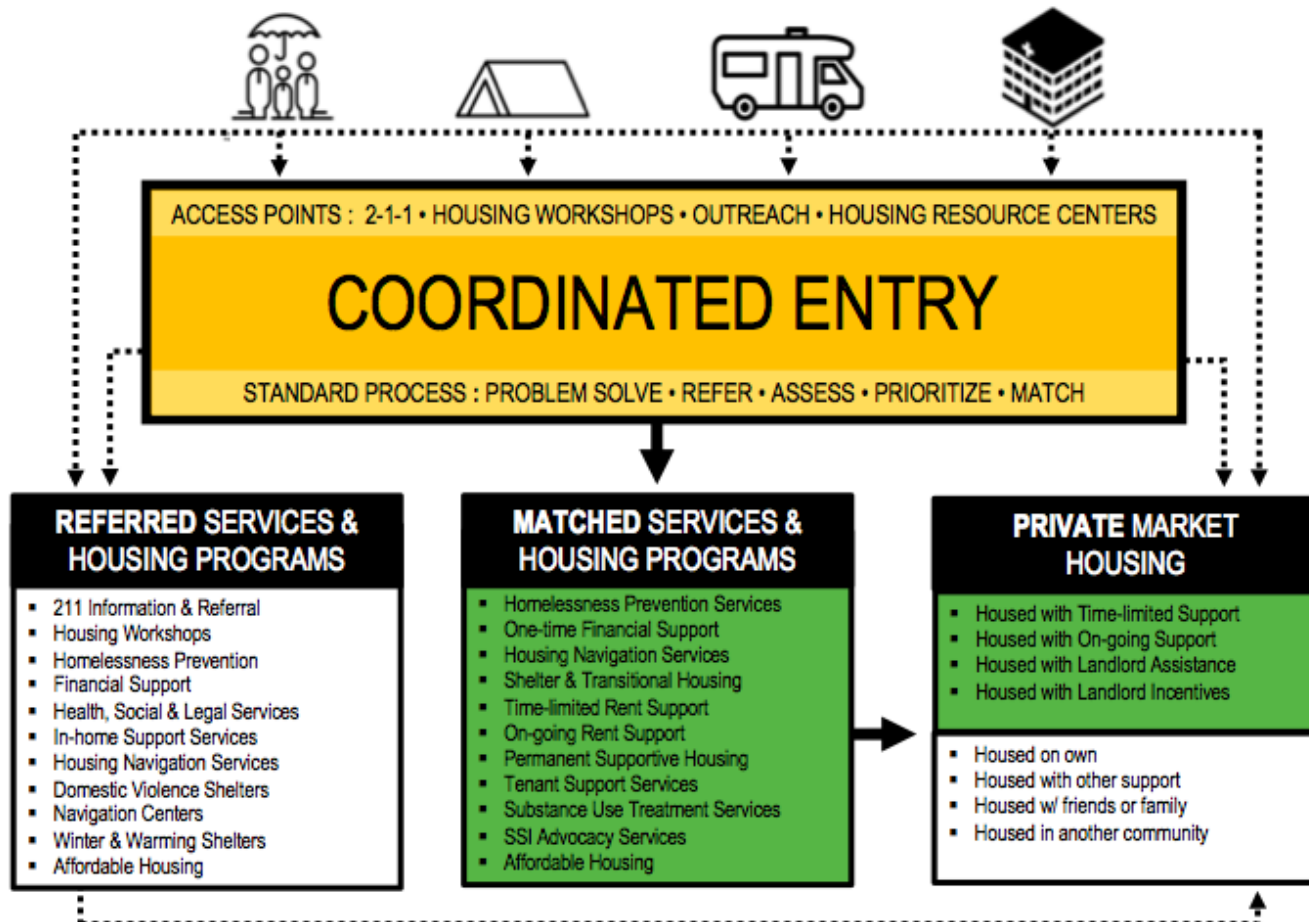 ACCESS POINTS : 2-1-1 • HOUSING WORKSHOPS • OUTREACH • HOUSING RESOURCE CENTERS
COORDINATED ENTRY
STANDARD PROCESS : PROBLEM SOLVE • REFER • ASSESS • PRIORITIZE • MATCH
REFERRED SERVICES &
HOUSING PROGRAMS
▪ 211 Information & Referral
▪ Housing Workshops
▪ Homelessness Prevention
▪ Financial Support
▪ Health, Social & Legal Services
▪ In-home Support Services
▪ Housing Navigation Services
▪ Domestic Violence Shelters
▪ Navigation Centers
▪ Winter & Warming Shelters
▪ Affordable Housing
MATCHED SERVICES &
HOUSING PROGRAMS
▪ Homelessness Prevention Services
▪ One-time Financial Support
▪ Housing Navigation Services
▪ Shelter & Transitional Housing
▪ Time-limited Rent Support
▪ On-going Rent Support
▪ Permanent Supportive Housing
▪ Tenant Support Services
▪ Substance Use Treatment Services
▪ SSI Advocacy Services
▪ Affordable Housing
PRIVATE MARKET
HOUSING
▪ Housed with Time-limited Support
▪ Housed with On-going Support
▪ Housed with Landlord Assistance
▪ Housed with Landlord Incentives
▪ Housed on own
▪ Housed with other support
▪ Housed w/ friends or family
▪ Housed in another community